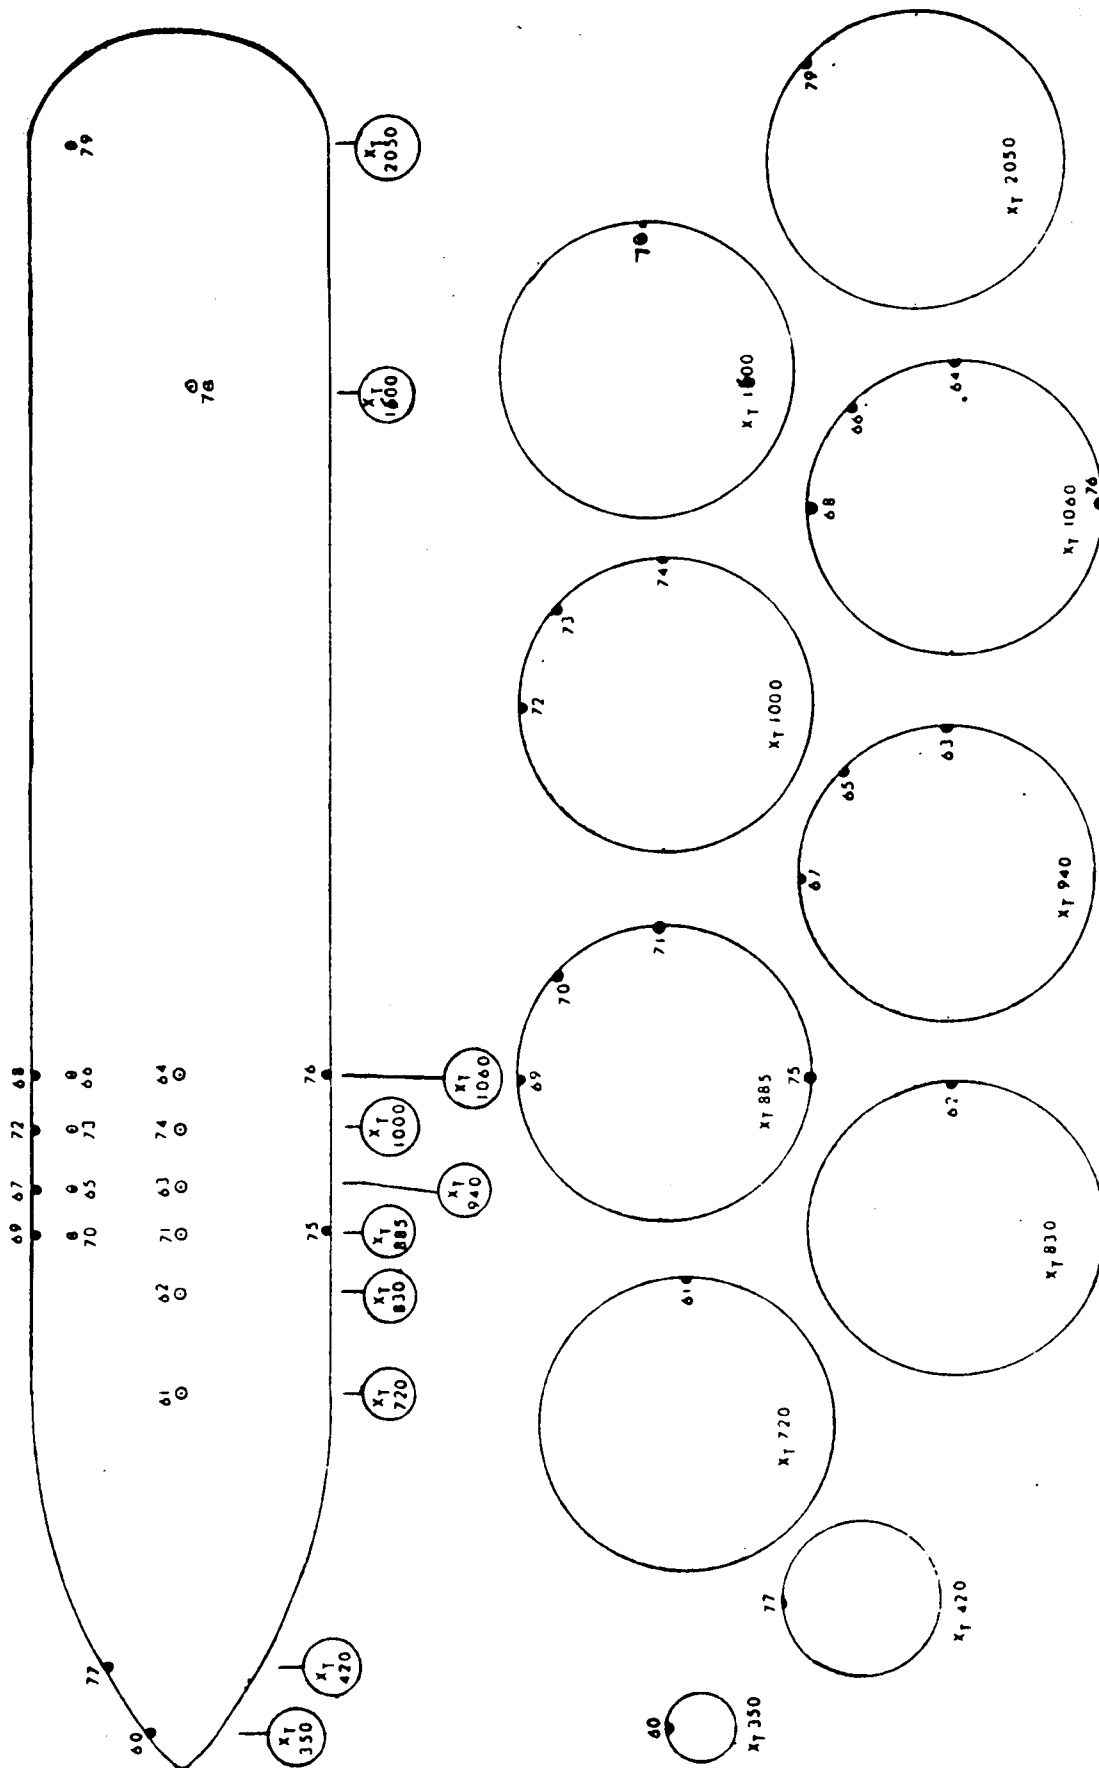 69 67 72 68
70 65 73 66 79
60 77
61 62 71 63 74 64 78
75 76
XT 350
XT 420
XT 720
XT 830
XT 885
XT 940
XT 1000
XT 1060
XT 1600
XT 2050
60
XT 350
77
XT 420
61
XT 720
62
XT 830
69 70 71
75
XT 885
67 65 63
XT 940
72 73 74
XT 1000
68 66 64
76
XT 1060
78
XT 1600
79
XT 2050